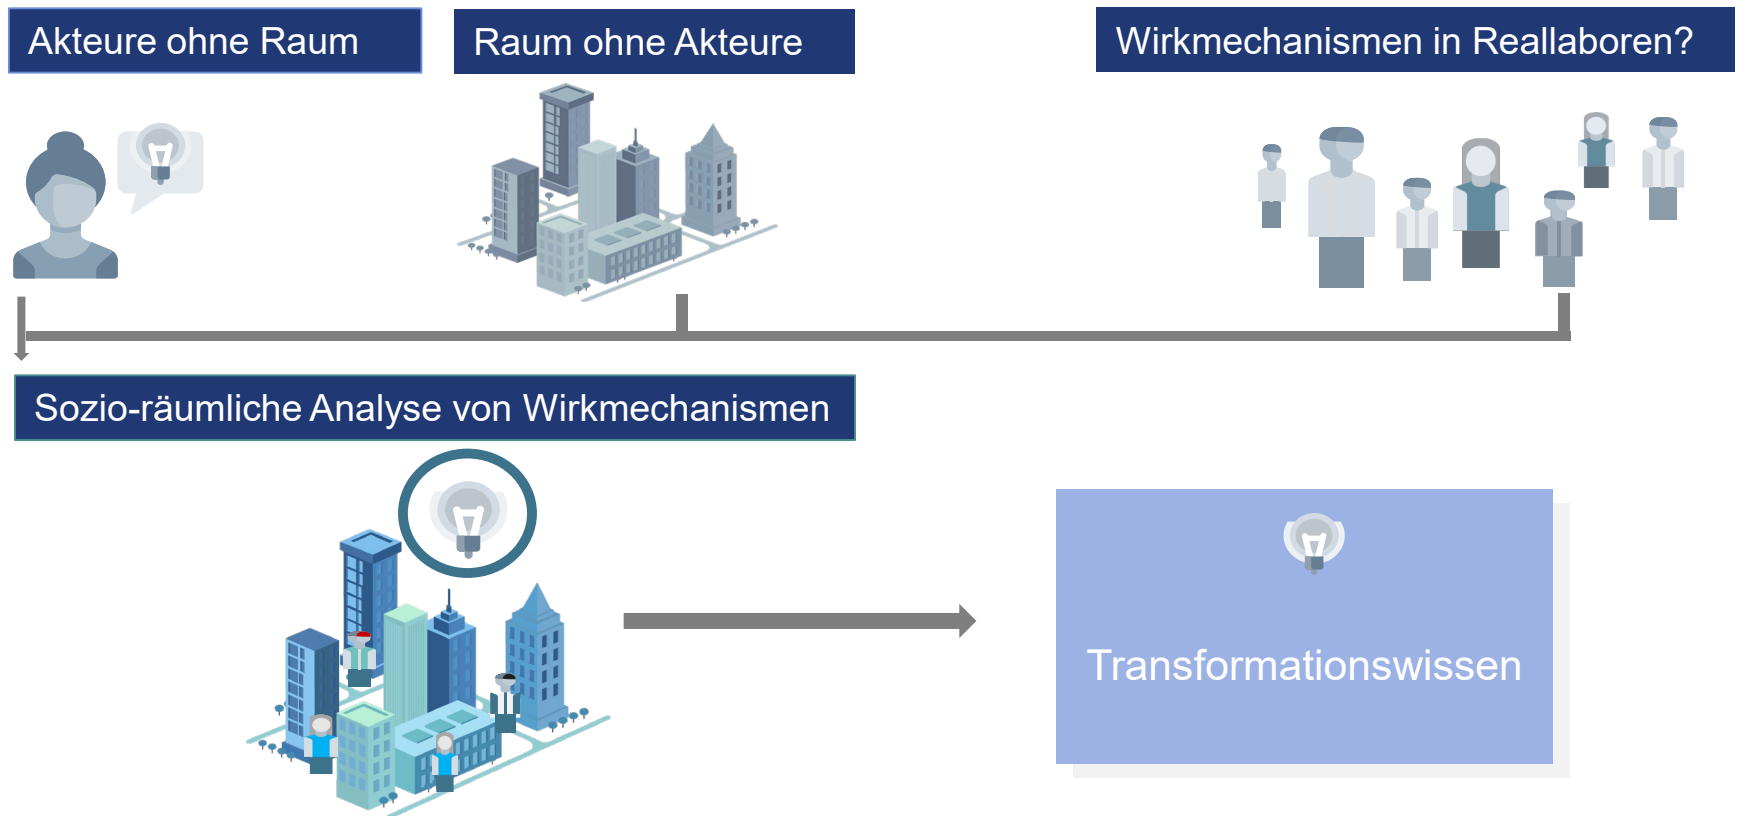 Akteure ohne Raum
Raum ohne Akteure
Wirkmechanismen in Reallaboren?
Sozio-räumliche Analyse von Wirkmechanismen
Transformationswissen